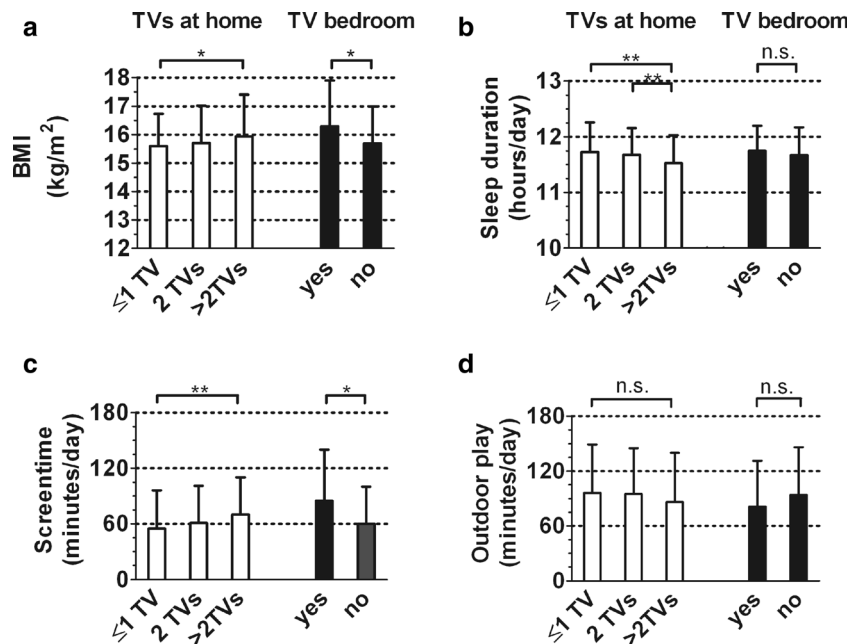 a
TVs at home TV bedroom
* *
BMI
(kg/m²)
18
17
16
15
14
13
12
≤1 TV
2 TVs
>2TVs
yes
no
b
TVs at home TV bedroom
** n.s.
**
Sleep duration
(hours/day)
13
12
11
10
≤1 TV
2 TVs
>2TVs
yes
no
c
** *
Screentime
(minutes/day)
180
120
60
0
≤1 TV
2 TVs
>2TVs
yes
no
d
n.s. n.s.
Outdoor play
(minutes/day)
180
120
60
0
≤1 TV
2 TVs
>2TVs
yes
no